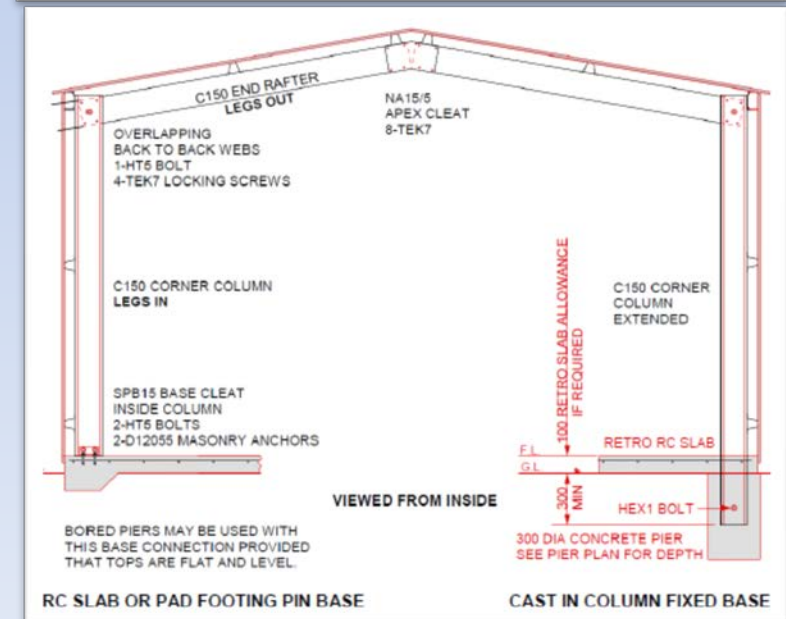 C150 END RAFTER
LEGS OUT
NA15/5
APEX CLEAT
8-TEK7
OVERLAPPING
BACK TO BACK WEBS
1-HT5 BOLT
4-TEK7 LOCKING SCREWS
C150 CORNER COLUMN
LEGS IN
C150 CORNER
COLUMN
EXTENDED
100 RETRO SLAB ALLOWANCE
IF REQUIRED
SPB15 BASE CLEAT
INSIDE COLUMN
2-HT5 BOLTS
2-D12055 MASONRY ANCHORS
RETRO RC SLAB
F.L.
G.L.
300
MIN
VIEWED FROM INSIDE
HEX1 BOLT
BORED PIERS MAY BE USED WITH
THIS BASE CONNECTION PROVIDED
THAT TOPS ARE FLAT AND LEVEL.
300 DIA CONCRETE PIER
SEE PIER PLAN FOR DEPTH
RC SLAB OR PAD FOOTING PIN BASE
CAST IN COLUMN FIXED BASE